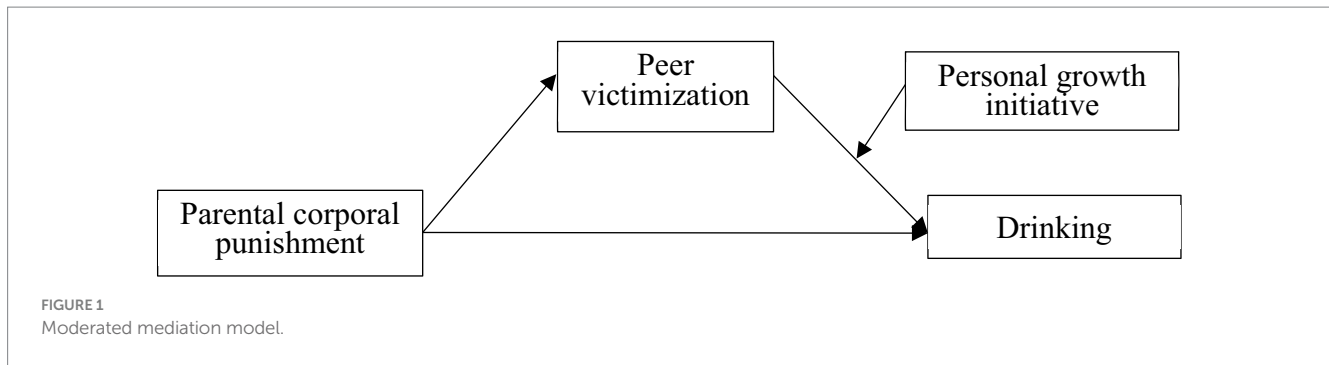 Peer
victimization
Personal growth
initiative
Parental corporal
punishment
Drinking
FIGURE 1
Moderated mediation model.